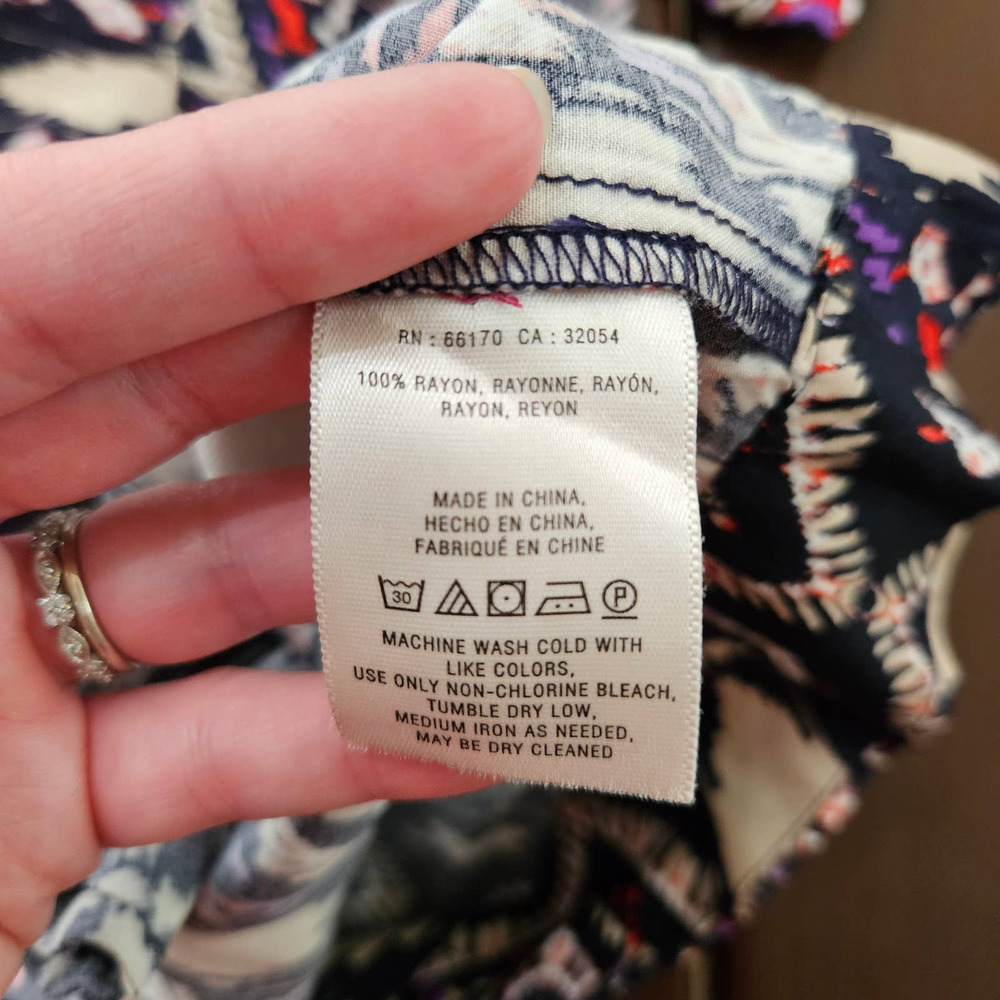 RN : 66170 CA : 32054
100% RAYON, RAYONNE, RAYÓN,
RAYON, REYON
MADE IN CHINA,
HECHO EN CHINA,
FABRIQUÉ EN CHINE
30 P
MACHINE WASH COLD WITH
LIKE COLORS,
USE ONLY NON-CHLORINE BLEACH,
TUMBLE DRY LOW,
MEDIUM IRON AS NEEDED,
MAY BE DRY CLEANED